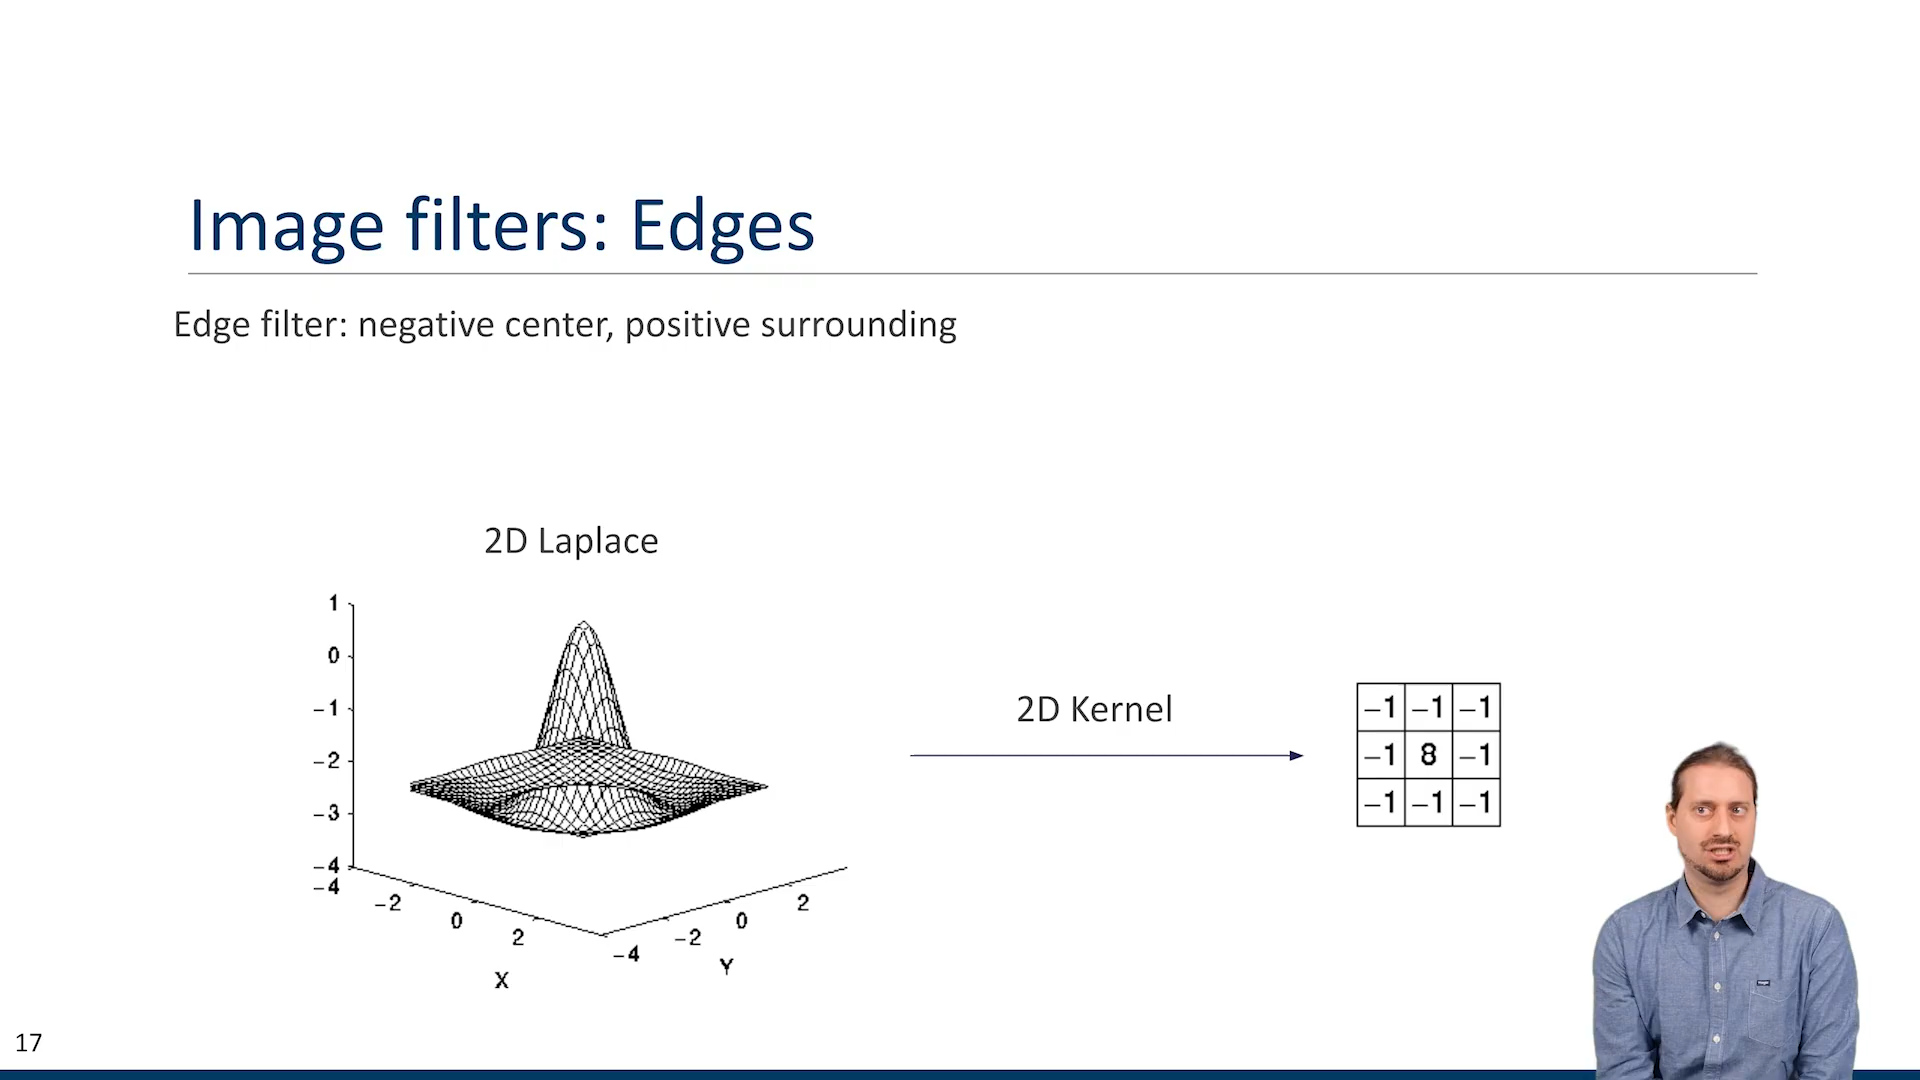 Image filters: Edges
Edge filter: negative center, positive surrounding
2D Laplace
1
0
−1
−2
−3
−4
−4
−2
0
2
X
−4
−2
0
2
Y
2D Kernel
−1 −1 −1
−1 8 −1
−1 −1 −1
17